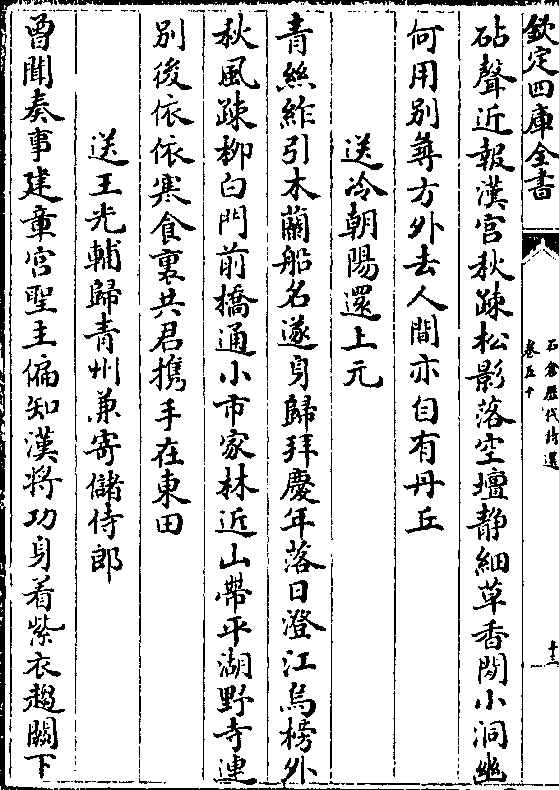 欽定四庫全書
石倉歷代詩選
卷五十
十三
砧聲近報漢宮秋疎松影落空壇静細草香閑小洞幽
何用別尋方外去人間亦自有丹丘
送冷朝陽還上元
青絲䋏引木蘭船名遂身歸拜慶年落日澄江烏榜外
秋風疎栁白門前橋通小市家林近山帶平湖野寺連
別後依依寒食裏共君携手在東田
送王光輔歸青州兼寄儲侍郎
曾聞奏事建章宮聖主偏知漢將功身着紫衣趨闕下